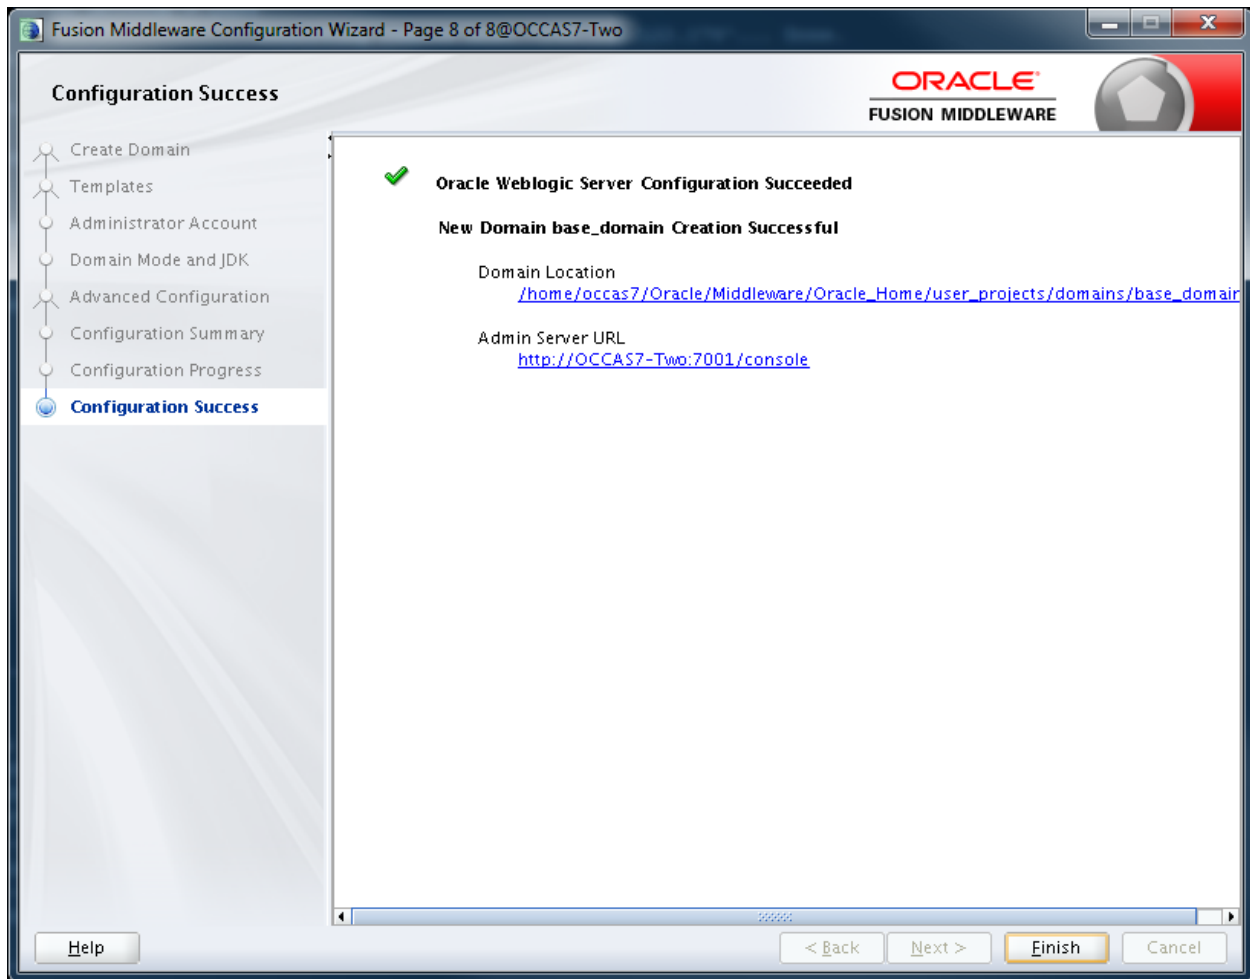 Fusion Middleware Configuration Wizard - Page 8 of 8@OCCAS7-Two
Configuration Success
ORACLE
FUSION MIDDLEWARE
Create Domain
Templates
Administrator Account
Domain Mode and JDK
Advanced Configuration
Configuration Summary
Configuration Progress
Configuration Success
Oracle Weblogic Server Configuration Succeeded
New Domain base_domain Creation Successful
Domain Location
/home/occas7/Oracle/Middleware/Oracle_Home/user_projects/domains/base_domain
Admin Server URL
http://OCCAS7-Two:7001/console
Help
< Back
Next >
Finish
Cancel